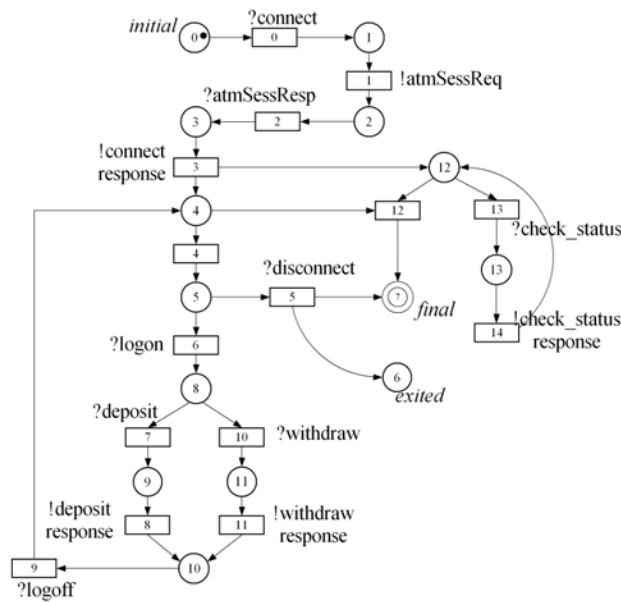 ?connect
initial
0
0
1
1
!atmSessReq
?atmSessResp
3
2
2
!connect
response
3
12
4
12
13
?check_status
4
?disconnect
13
5
5
7
final
!check_status
response
14
?logon
6
8
6
exited
?deposit
7
10
?withdraw
9
11
!deposit
response
8
11
!withdraw
response
9
10
?logoff